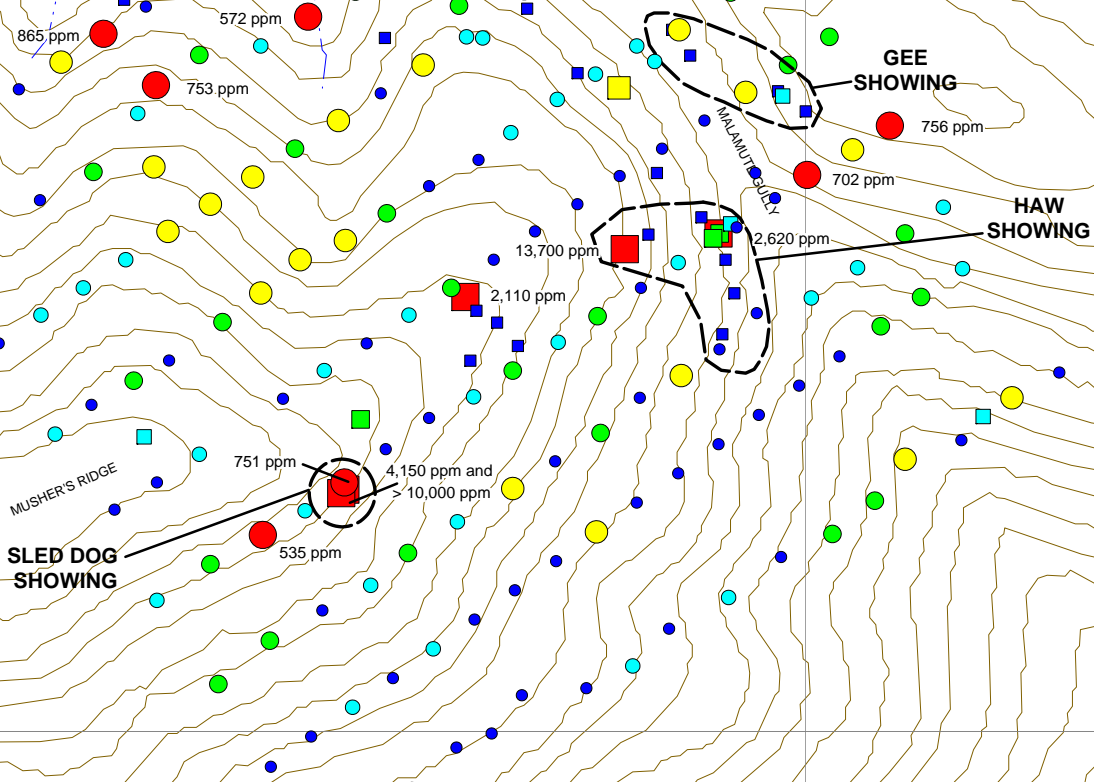 572 ppm
865 ppm
753 ppm
GEE
SHOWING
756 ppm
MALAMUTE GULLY
702 ppm
HAW
SHOWING
2,620 ppm
13,700 ppm
2,110 ppm
751 ppm
4,150 ppm and
> 10,000 ppm
MUSHER'S RIDGE
SLED DOG
SHOWING
535 ppm